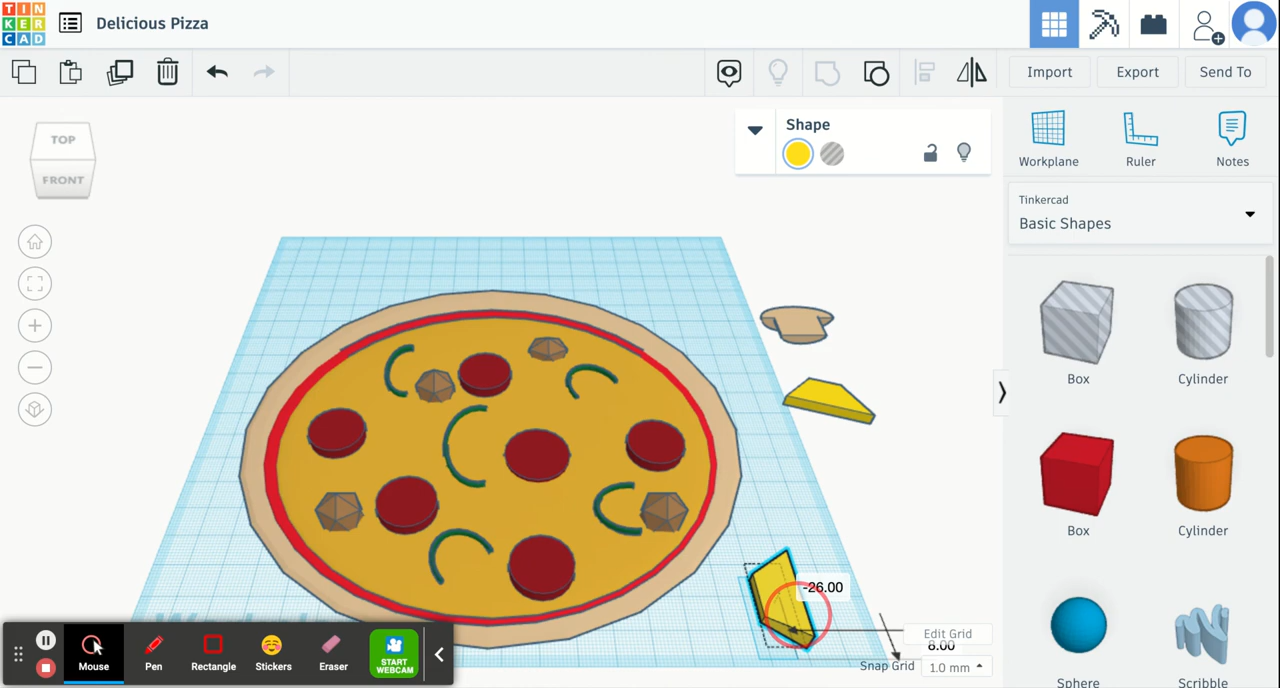 TIN
KER
CAD
Delicious Pizza
Import
Export
Send To
TOP
FRONT
Shape
Workplane
Ruler
Notes
Tinkercad
Basic Shapes
Box
Cylinder
Box
Cylinder
Sphere
Scribble
-26.00
Edit Grid
8.00
Snap Grid
1.0 mm
Mouse
Pen
Rectangle
Stickers
Eraser
START
WEBCAM